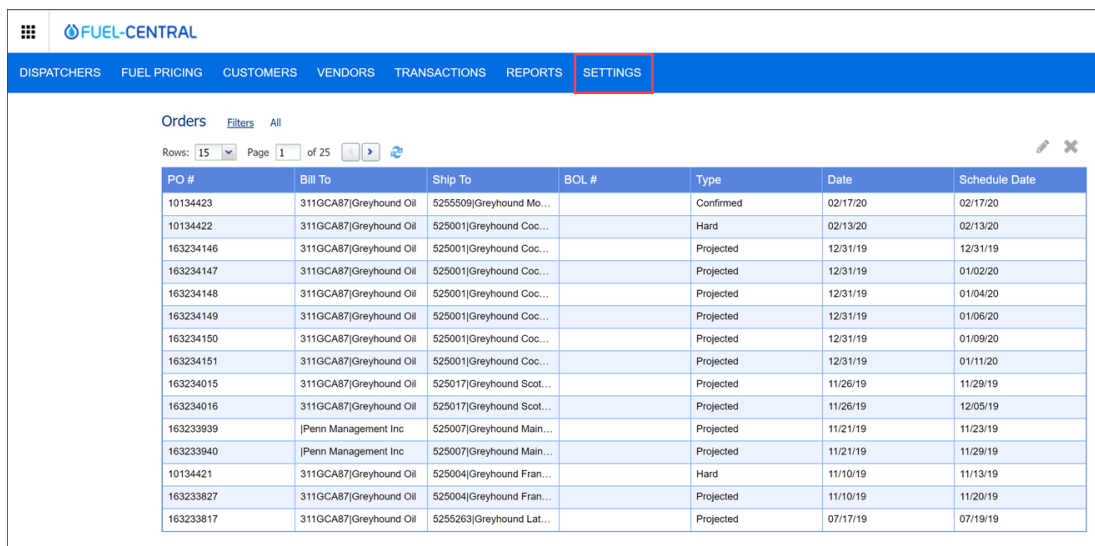 FUEL-CENTRAL
DISPATCHERS FUEL PRICING CUSTOMERS VENDORS TRANSACTIONS REPORTS SETTINGS
Orders Filters All
Rows: 15 Page 1 of 25
PO # Bill To Ship To BOL # Type Date Schedule Date
10134423 311GCA87|Greyhound Oil 5255509|Greyhound Mo... Confirmed 02/17/20 02/17/20
10134422 311GCA87|Greyhound Oil 525001|Greyhound Coc... Hard 02/13/20 02/13/20
163234146 311GCA87|Greyhound Oil 525001|Greyhound Coc... Projected 12/31/19 12/31/19
163234147 311GCA87|Greyhound Oil 525001|Greyhound Coc... Projected 12/31/19 01/02/20
163234148 311GCA87|Greyhound Oil 525001|Greyhound Coc... Projected 12/31/19 01/04/20
163234149 311GCA87|Greyhound Oil 525001|Greyhound Coc... Projected 12/31/19 01/06/20
163234150 311GCA87|Greyhound Oil 525001|Greyhound Coc... Projected 12/31/19 01/09/20
163234151 311GCA87|Greyhound Oil 525001|Greyhound Coc... Projected 12/31/19 01/11/20
163234015 311GCA87|Greyhound Oil 525017|Greyhound Scot... Projected 11/26/19 11/29/19
163234016 311GCA87|Greyhound Oil 525017|Greyhound Scot... Projected 11/26/19 12/05/19
163233939 |Penn Management Inc 525007|Greyhound Main... Projected 11/21/19 11/23/19
163233940 |Penn Management Inc 525007|Greyhound Main... Projected 11/21/19 11/29/19
10134421 311GCA87|Greyhound Oil 525004|Greyhound Fran... Hard 11/10/19 11/13/19
163233827 311GCA87|Greyhound Oil 525004|Greyhound Fran... Projected 11/10/19 11/20/19
163233817 311GCA87|Greyhound Oil 5255263|Greyhound Lat... Projected 07/17/19 07/19/19